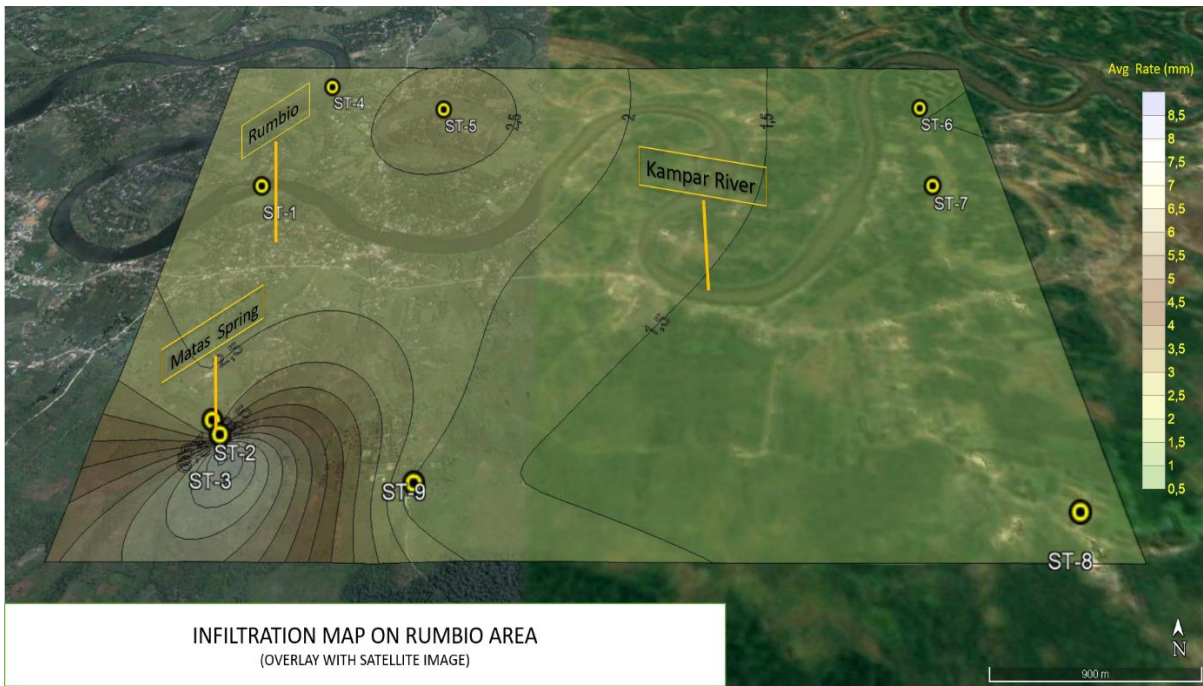 Avg Rate (mm)
ST-4
ST-5
2,5
2
1,5
ST-6
Rumbio
Kampar River
ST-1
ST-7
8,5
8
7,5
7
6,5
6
5,5
5
4,5
4
3,5
3
2,5
2
1,5
1
0,5
Matas Spring
2,5
1,5
ST-2
ST-3
ST-9
ST-8
INFILTRATION MAP ON RUMBIO AREA
(OVERLAY WITH SATELLITE IMAGE)
N
900 m